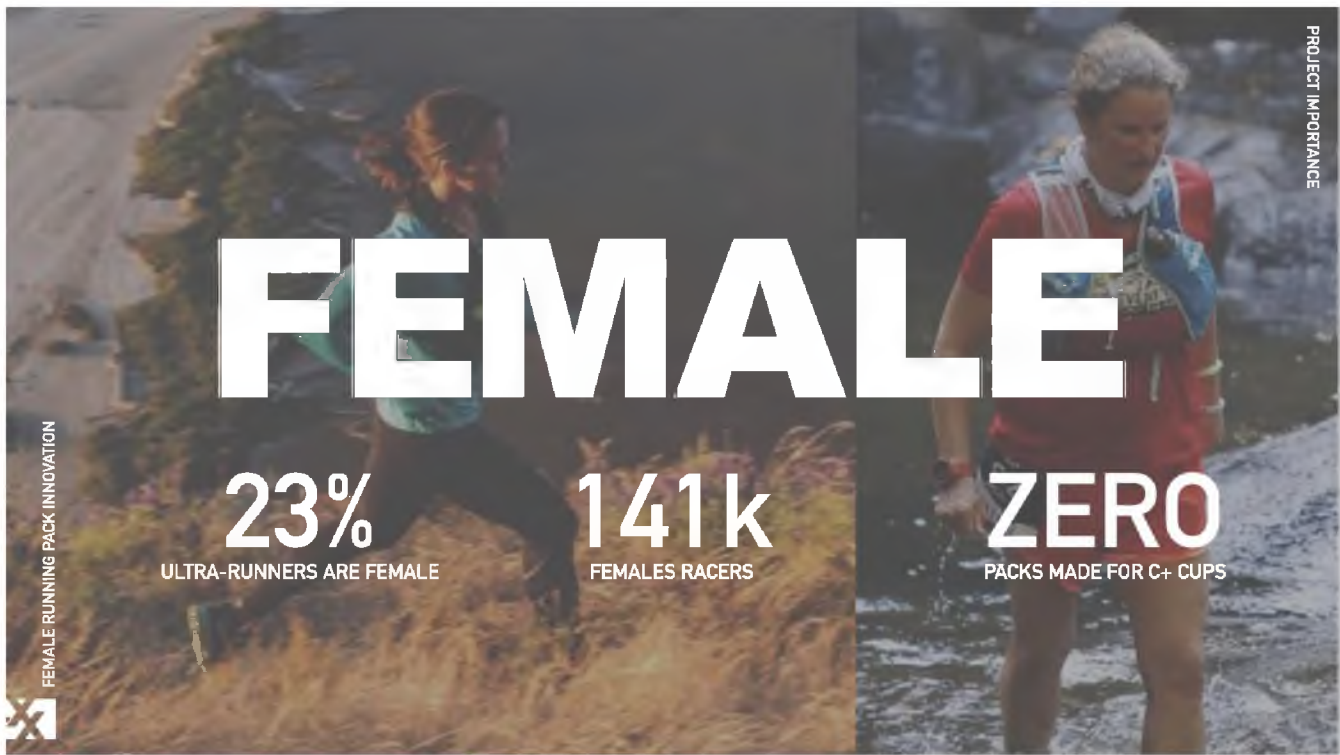 PROJECT IMPORTANCE
FEMALE
23%
ULTRA-RUNNERS ARE FEMALE
141k
FEMALES RACERS
ZERO
PACKS MADE FOR C+ CUPS
FEMALE RUNNING PACK INNOVATION
XX